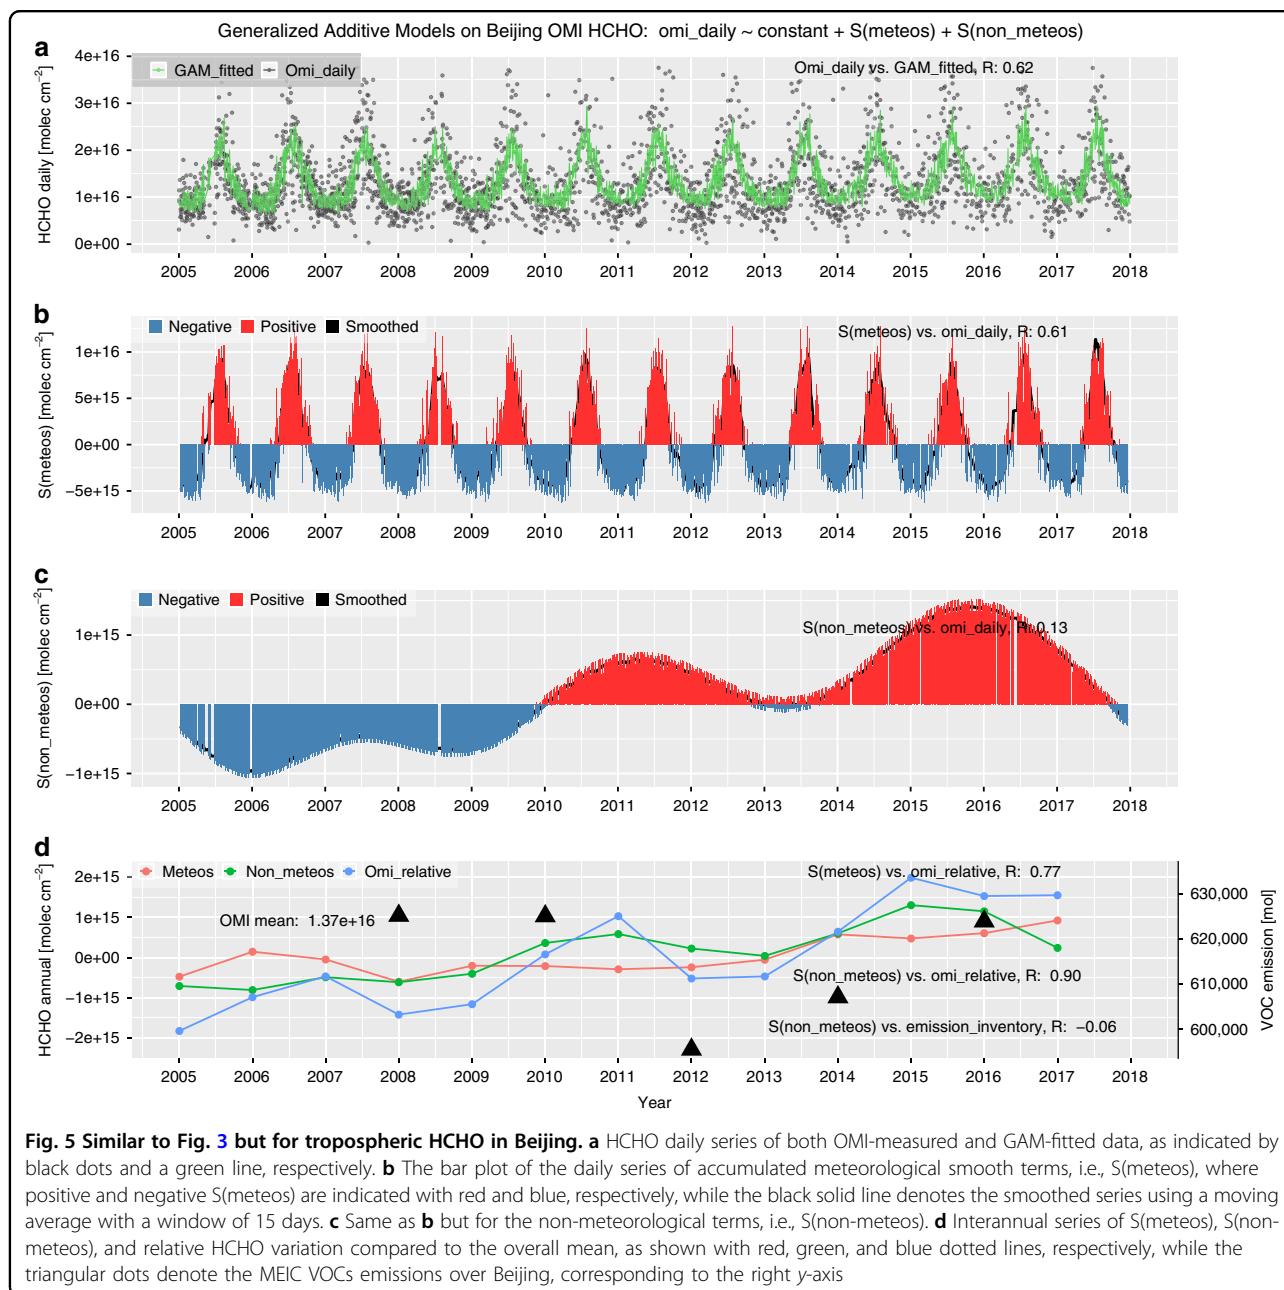 Generalized Additive Models on Beijing OMI HCHO: omi_daily ~ constant + S(meteos) + S(non_meteos)
a
HCHO daily [molec cm−2]
4e+16
3e+16
2e+16
1e+16
0e+00
GAM_fitted Omi_daily
Omi_daily vs. GAM_fitted, R: 0.62
2005 2006 2007 2008 2009 2010 2011 2012 2013 2014 2015 2016 2017 2018
b
S(meteos) [molec cm−2]
1e+16
5e+15
0e+00
−5e+15
Negative Positive Smoothed
S(meteos) vs. omi_daily, R: 0.61
2005 2006 2007 2008 2009 2010 2011 2012 2013 2014 2015 2016 2017 2018
c
S(non_meteos) [molec cm−2]
1e+15
0e+00
−1e+15
Negative Positive Smoothed
S(non_meteos) vs. omi_daily, R: 0.13
2005 2006 2007 2008 2009 2010 2011 2012 2013 2014 2015 2016 2017 2018
d
HCHO annual [molec cm−2]
2e+15
1e+15
0e+00
−1e+15
−2e+15
Meteos Non_meteos Omi_relative
S(meteos) vs. omi_relative, R: 0.77
OMI mean: 1.37e+16
S(non_meteos) vs. omi_relative, R: 0.90
S(non_meteos) vs. emission_inventory, R: −0.06
630,000
620,000
610,000
600,000
VOC emission [mol]
2005 2006 2007 2008 2009 2010 2011 2012 2013 2014 2015 2016 2017 2018
Year
Fig. 5 Similar to Fig. 3 but for tropospheric HCHO in Beijing. a HCHO daily series of both OMI-measured and GAM-fitted data, as indicated by
black dots and a green line, respectively. b The bar plot of the daily series of accumulated meteorological smooth terms, i.e., S(meteos), where
positive and negative S(meteos) are indicated with red and blue, respectively, while the black solid line denotes the smoothed series using a moving
average with a window of 15 days. c Same as b but for the non-meteorological terms, i.e., S(non-meteos). d Interannual series of S(meteos), S(non-
meteos), and relative HCHO variation compared to the overall mean, as shown with red, green, and blue dotted lines, respectively, while the
triangular dots denote the MEIC VOCs emissions over Beijing, corresponding to the right y-axis